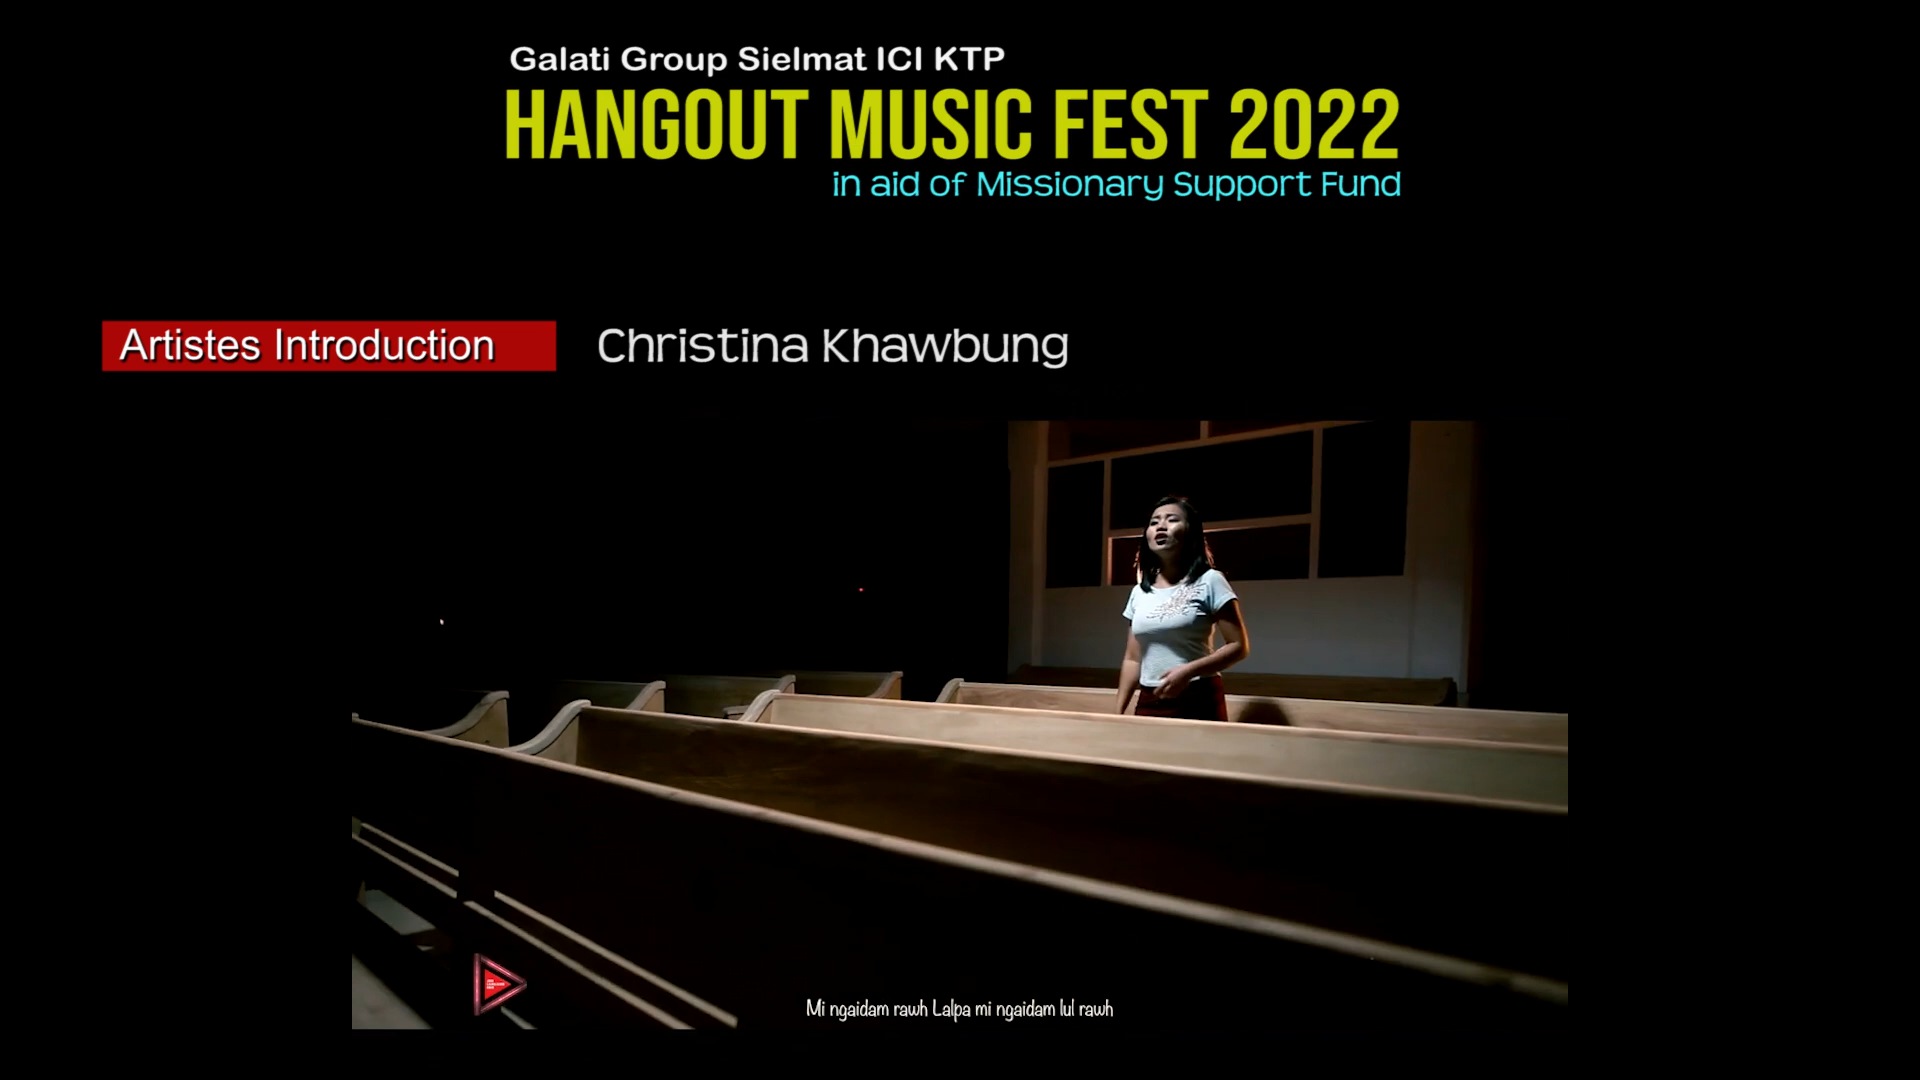 Galati Group Sielmat ICI KTP
HANGOUT MUSIC FEST 2022
in aid of Missionary Support Fund
Artistes Introduction
Christina Khawbung
Mi ngaidam rawh Lalpa mi ngaidam lul rawh